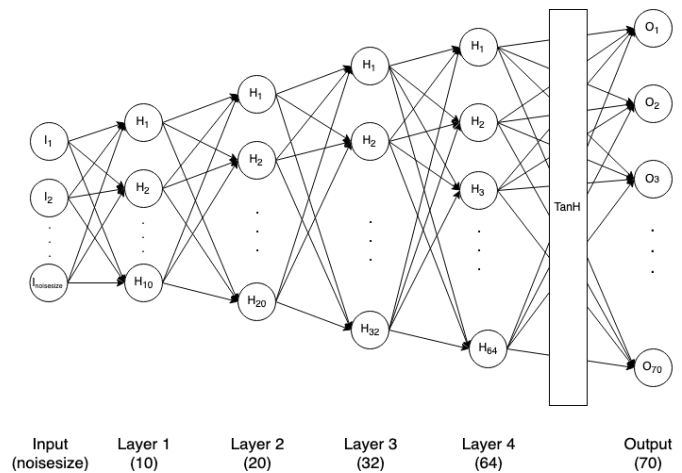 I1
I2
Inoisesize
H1
H2
H10
H1
H2
H20
H1
H2
H32
H1
H2
H3
H64
TanH
O1
O2
O3
O70
Input
(noisesize)
Layer 1
(10)
Layer 2
(20)
Layer 3
(32)
Layer 4
(64)
Output
(70)